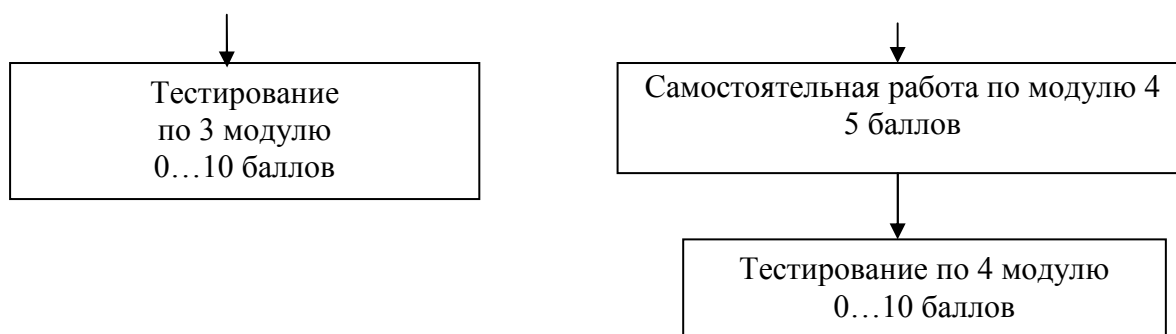 Тестирование
по 3 модулю
0…10 баллов
Самостоятельная работа по модулю 4
5 баллов
Тестирование по 4 модулю
0…10 баллов